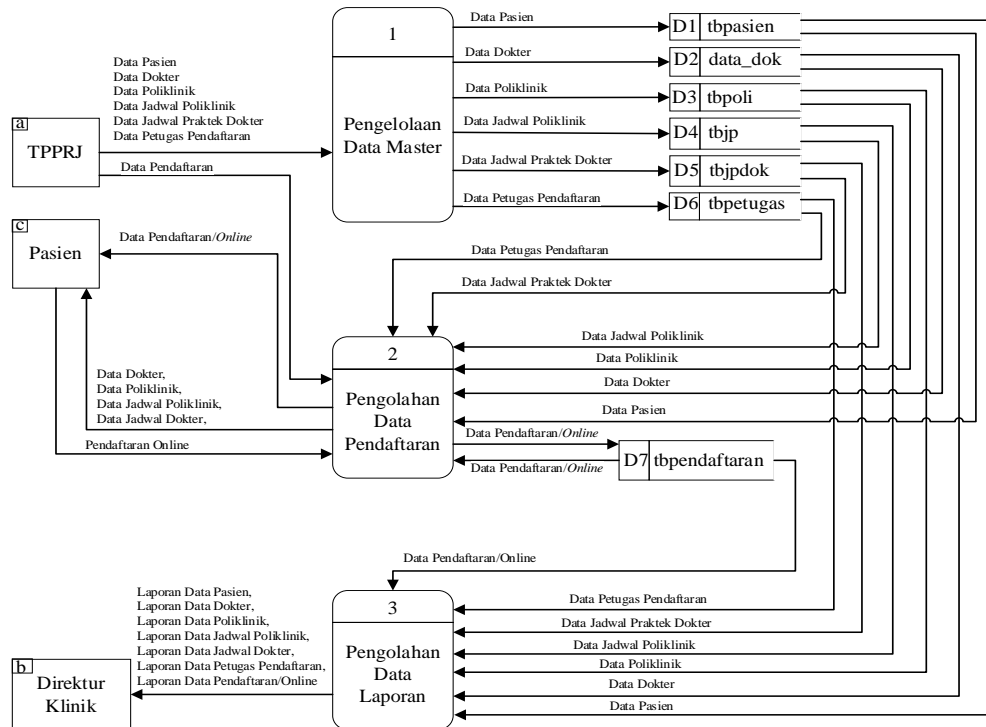 1
Pengelolaan
Data Master
Data Pasien
Data Dokter
Data Poliklinik
Data Jadwal Poliklinik
Data Jadwal Praktek Dokter
Data Petugas Pendaftaran
D1 tbpasien
D2 data_dok
D3 tbpoli
D4 tbjp
D5 tbjpdok
D6 tbpetugas
Data Pasien
Data Dokter
Data Poliklinik
Data Jadwal Poliklinik
Data Jadwal Praktek Dokter
Data Petugas Pendaftaran
a
TPPRJ
Data Pendaftaran
c
Pasien
Data Pendaftaran/Online
Data Petugas Pendaftaran
Data Jadwal Praktek Dokter
2
Pengolahan
Data
Pendaftaran
Data Jadwal Poliklinik
Data Poliklinik
Data Dokter
Data Pasien
Data Dokter,
Data Poliklinik,
Data Jadwal Poliklinik,
Data Jadwal Dokter,
Pendaftaran Online
Data Pendaftaran/Online
Data Pendaftaran/Online
D7 tbpendaftaran
Data Pendaftaran/Online
3
Pengolahan
Data
Laporan
Data Petugas Pendaftaran
Data Jadwal Praktek Dokter
Data Jadwal Poliklinik
Data Poliklinik
Data Dokter
Data Pasien
Laporan Data Pasien,
Laporan Data Dokter,
Laporan Data Poliklinik,
Laporan Data Jadwal Poliklinik,
Laporan Data Jadwal Dokter,
Laporan Data Petugas Pendaftaran,
Laporan Data Pendaftaran/Online
b
Direktur
Klinik